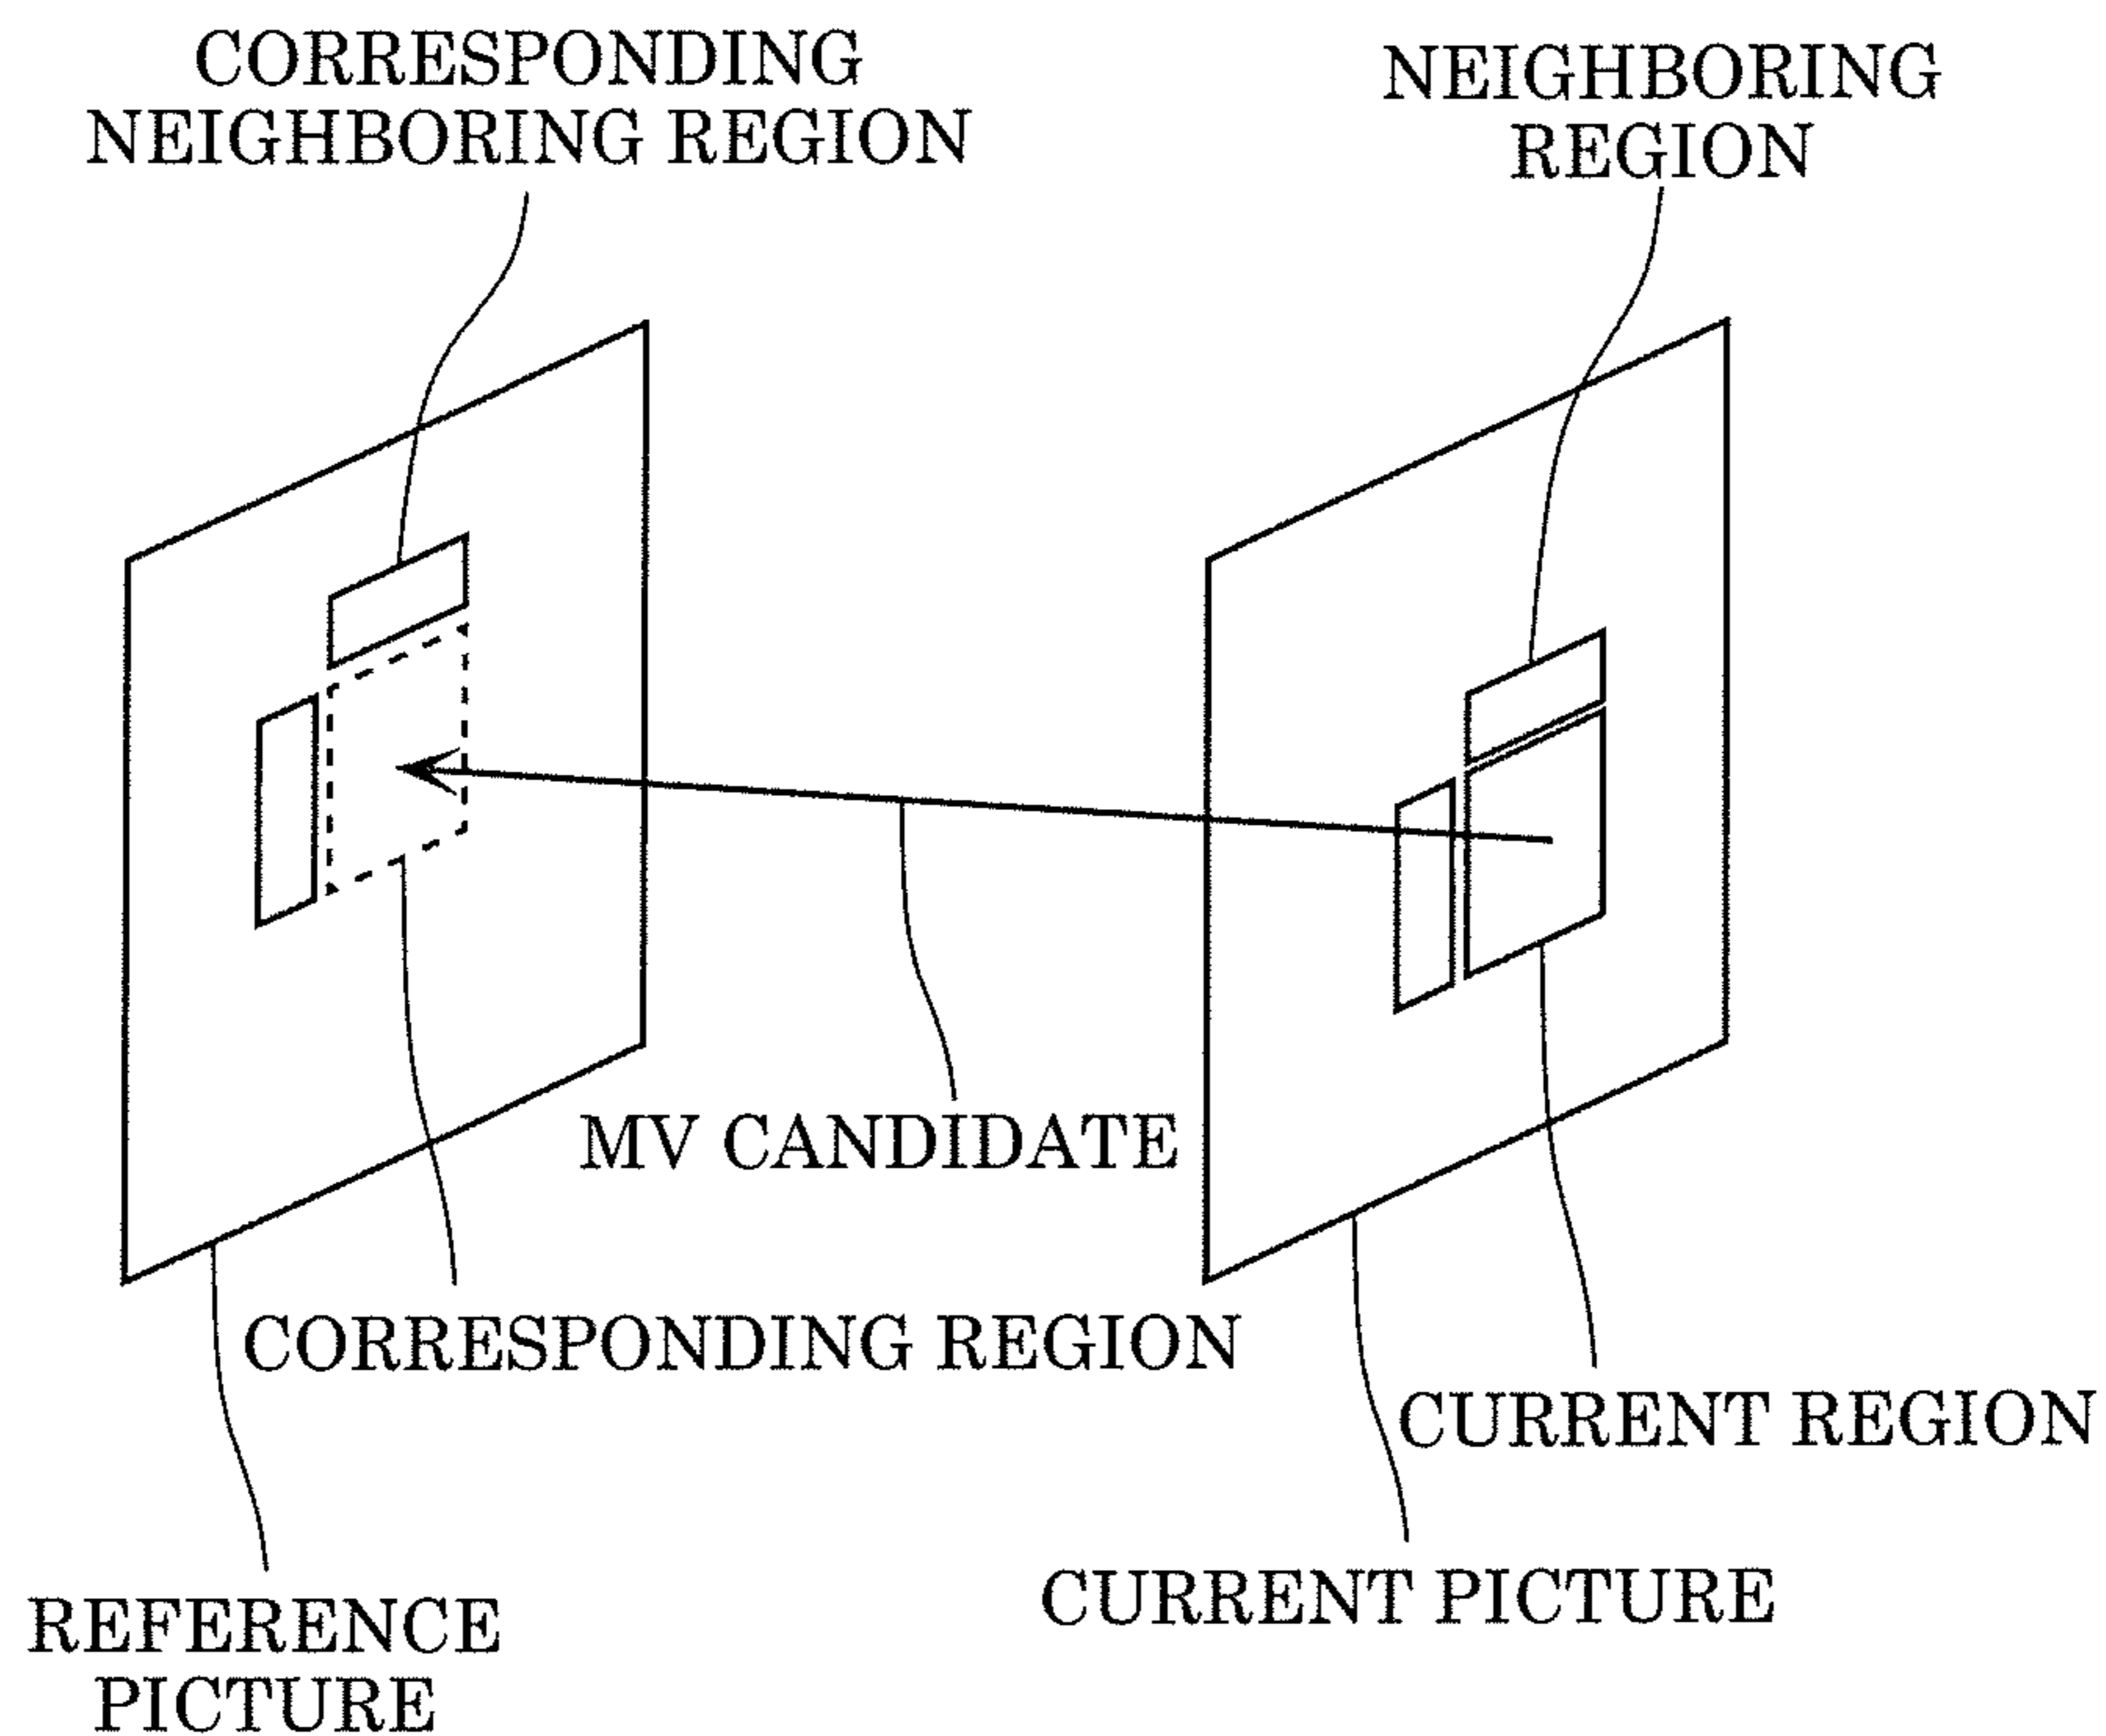 CORRESPONDING
NEIGHBORING REGION
NEIGHBORING
REGION
MV CANDIDATE
CORRESPONDING REGION
CURRENT REGION
CURRENT PICTURE
REFERENCE
PICTURE